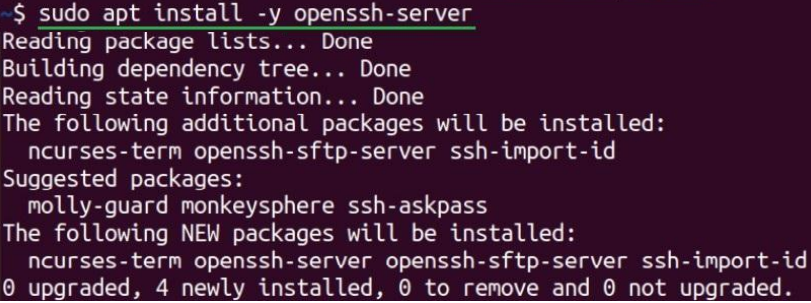 ~$ sudo apt install -y openssh-server
Reading package lists... Done
Building dependency tree... Done
Reading state information... Done
The following additional packages will be installed:
  ncurses-term openssh-sftp-server ssh-import-id
Suggested packages:
  molly-guard monkeysphere ssh-askpass
The following NEW packages will be installed:
  ncurses-term openssh-server openssh-sftp-server ssh-import-id
0 upgraded, 4 newly installed, 0 to remove and 0 not upgraded.